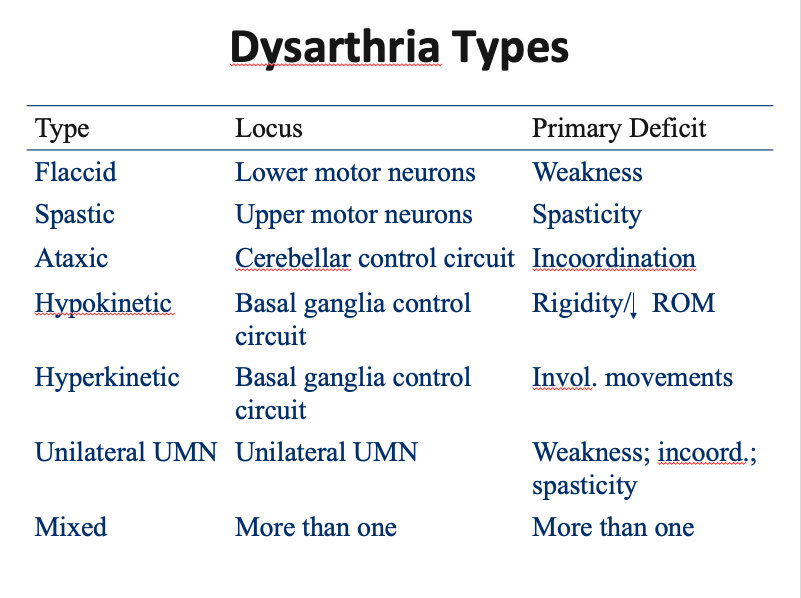 Dysarthria Types
Type Locus Primary Deficit
Flaccid Lower motor neurons Weakness
Spastic Upper motor neurons Spasticity
Ataxic Cerebellar control circuit Incoordination
Hypokinetic Basal ganglia control Rigidity/↓ ROM
circuit
Hyperkinetic Basal ganglia control Invol. movements
circuit
Unilateral UMN Unilateral UMN Weakness; incoord.;
spasticity
Mixed More than one More than one